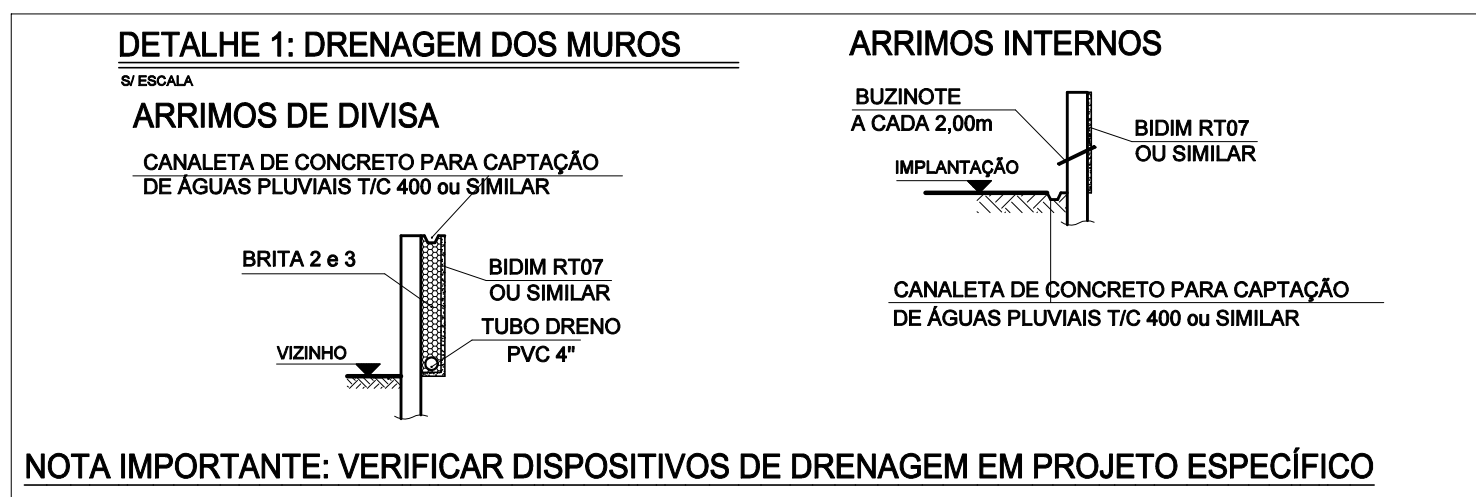 DETALHE 1: DRENAGEM DOS MUROS
S/ ESCALA
ARRIMOS DE DIVISA
CANALETA DE CONCRETO PARA CAPTAÇÃO
DE ÁGUAS PLUVIAIS T/C 400 ou SIMILAR
BRITA 2 e 3
BIDIM RT07
OU SIMILAR
TUBO DRENO
PVC 4"
VIZINHO
ARRIMOS INTERNOS
BUZINOTE
A CADA 2,00m
BIDIM RT07
OU SIMILAR
IMPLANTAÇÃO
CANALETA DE CONCRETO PARA CAPTAÇÃO
DE ÁGUAS PLUVIAIS T/C 400 ou SIMILAR
NOTA IMPORTANTE: VERIFICAR DISPOSITIVOS DE DRENAGEM EM PROJETO ESPECÍFICO